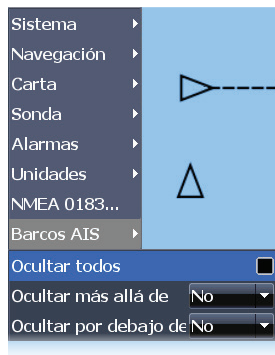 Sistema
Navegación
Carta
Sonda
Alarmas
Unidades
NMEA 0183...
Barcos AIS
Ocultar todos
Ocultar más allá de No
Ocultar por debajo de No